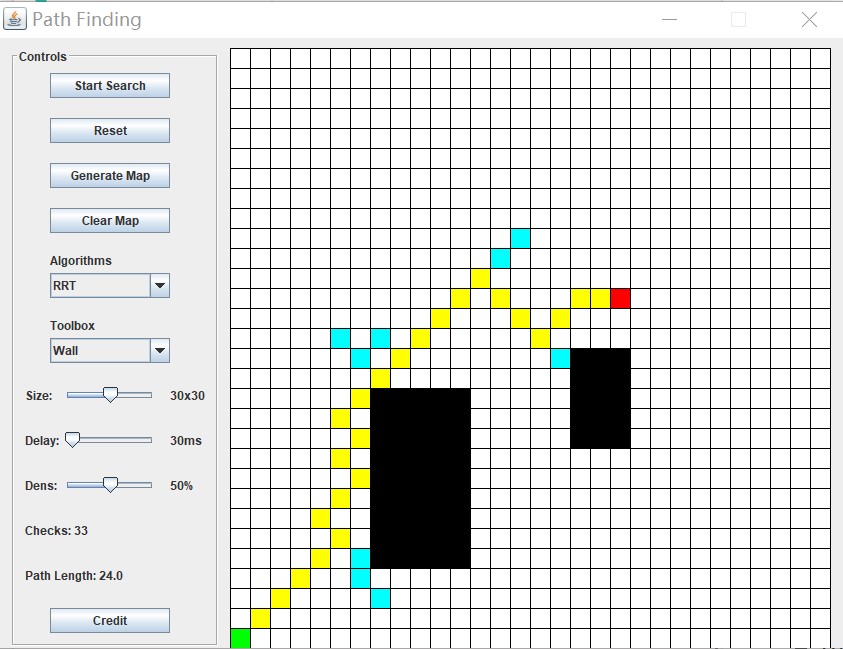 Path Finding
Controls
Start Search
Reset
Generate Map
Clear Map
Algorithms
RRT
Toolbox
Wall
Size: 30x30
Delay: 30ms
Dens: 50%
Checks: 33
Path Length: 24.0
Credit